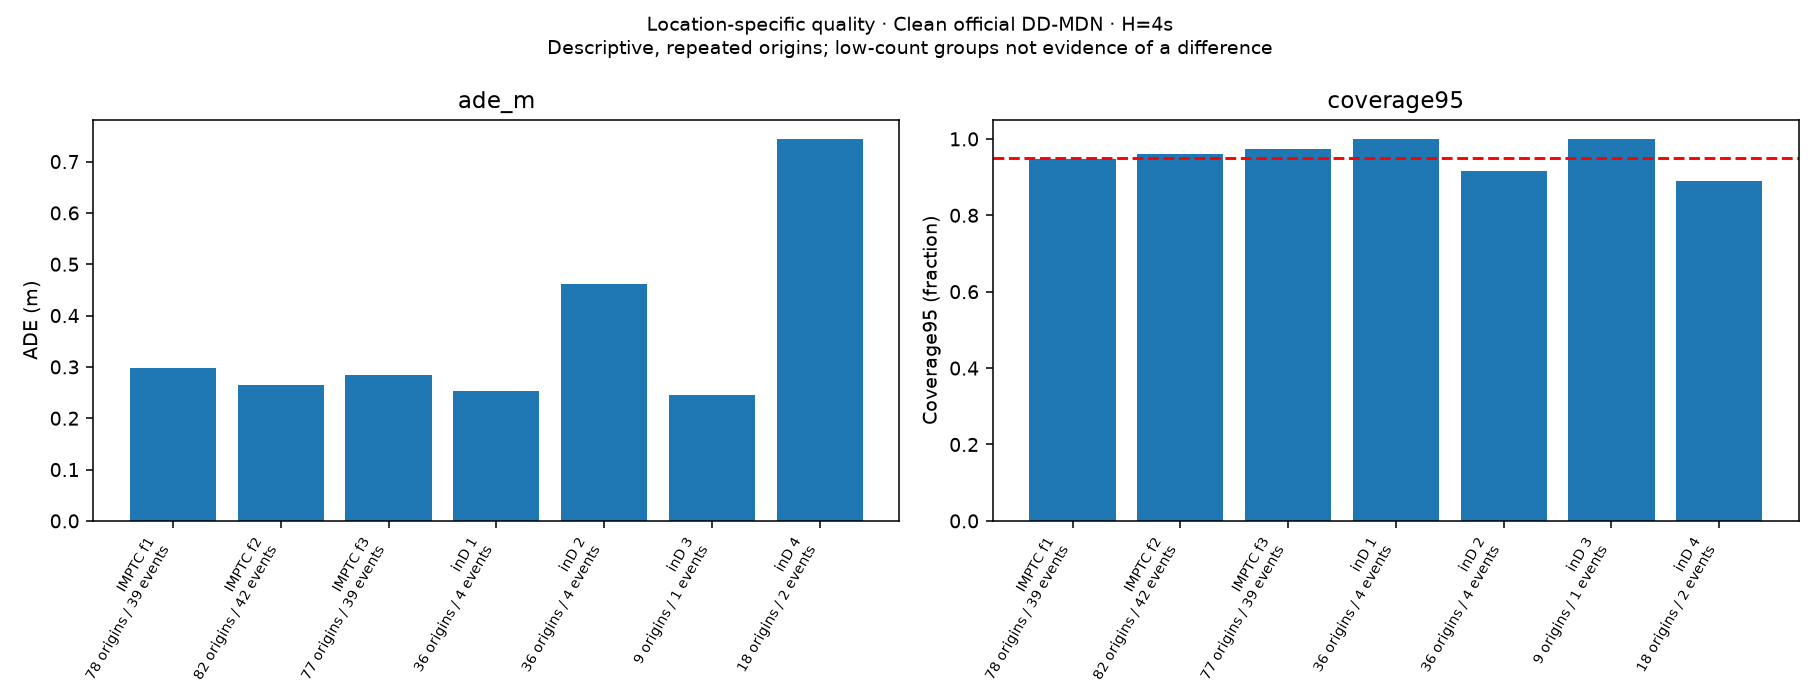 Location-specific quality · Clean official DD-MDN · H=4s
Descriptive, repeated origins; low-count groups not evidence of a difference
ade_m
ADE (m)
0.7
0.6
0.5
0.4
0.3
0.2
0.1
0.0
IMPTC f1
78 origins / 39 events
IMPTC f2
82 origins / 42 events
IMPTC f3
77 origins / 39 events
inD 1
36 origins / 4 events
inD 2
36 origins / 4 events
inD 3
9 origins / 1 events
inD 4
18 origins / 2 events
coverage95
Coverage95 (fraction)
1.0
0.8
0.6
0.4
0.2
0.0
IMPTC f1
78 origins / 39 events
IMPTC f2
82 origins / 42 events
IMPTC f3
77 origins / 39 events
inD 1
36 origins / 4 events
inD 2
36 origins / 4 events
inD 3
9 origins / 1 events
inD 4
18 origins / 2 events